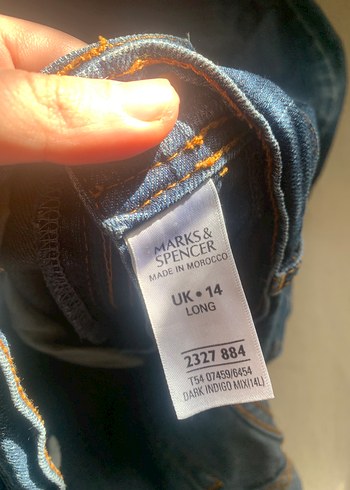 MARKS &
SPENCER
MADE IN MOROCCO
UK • 14
LONG
2327 884
T54 07459/6454
DARK INDIGO MIX(14L)